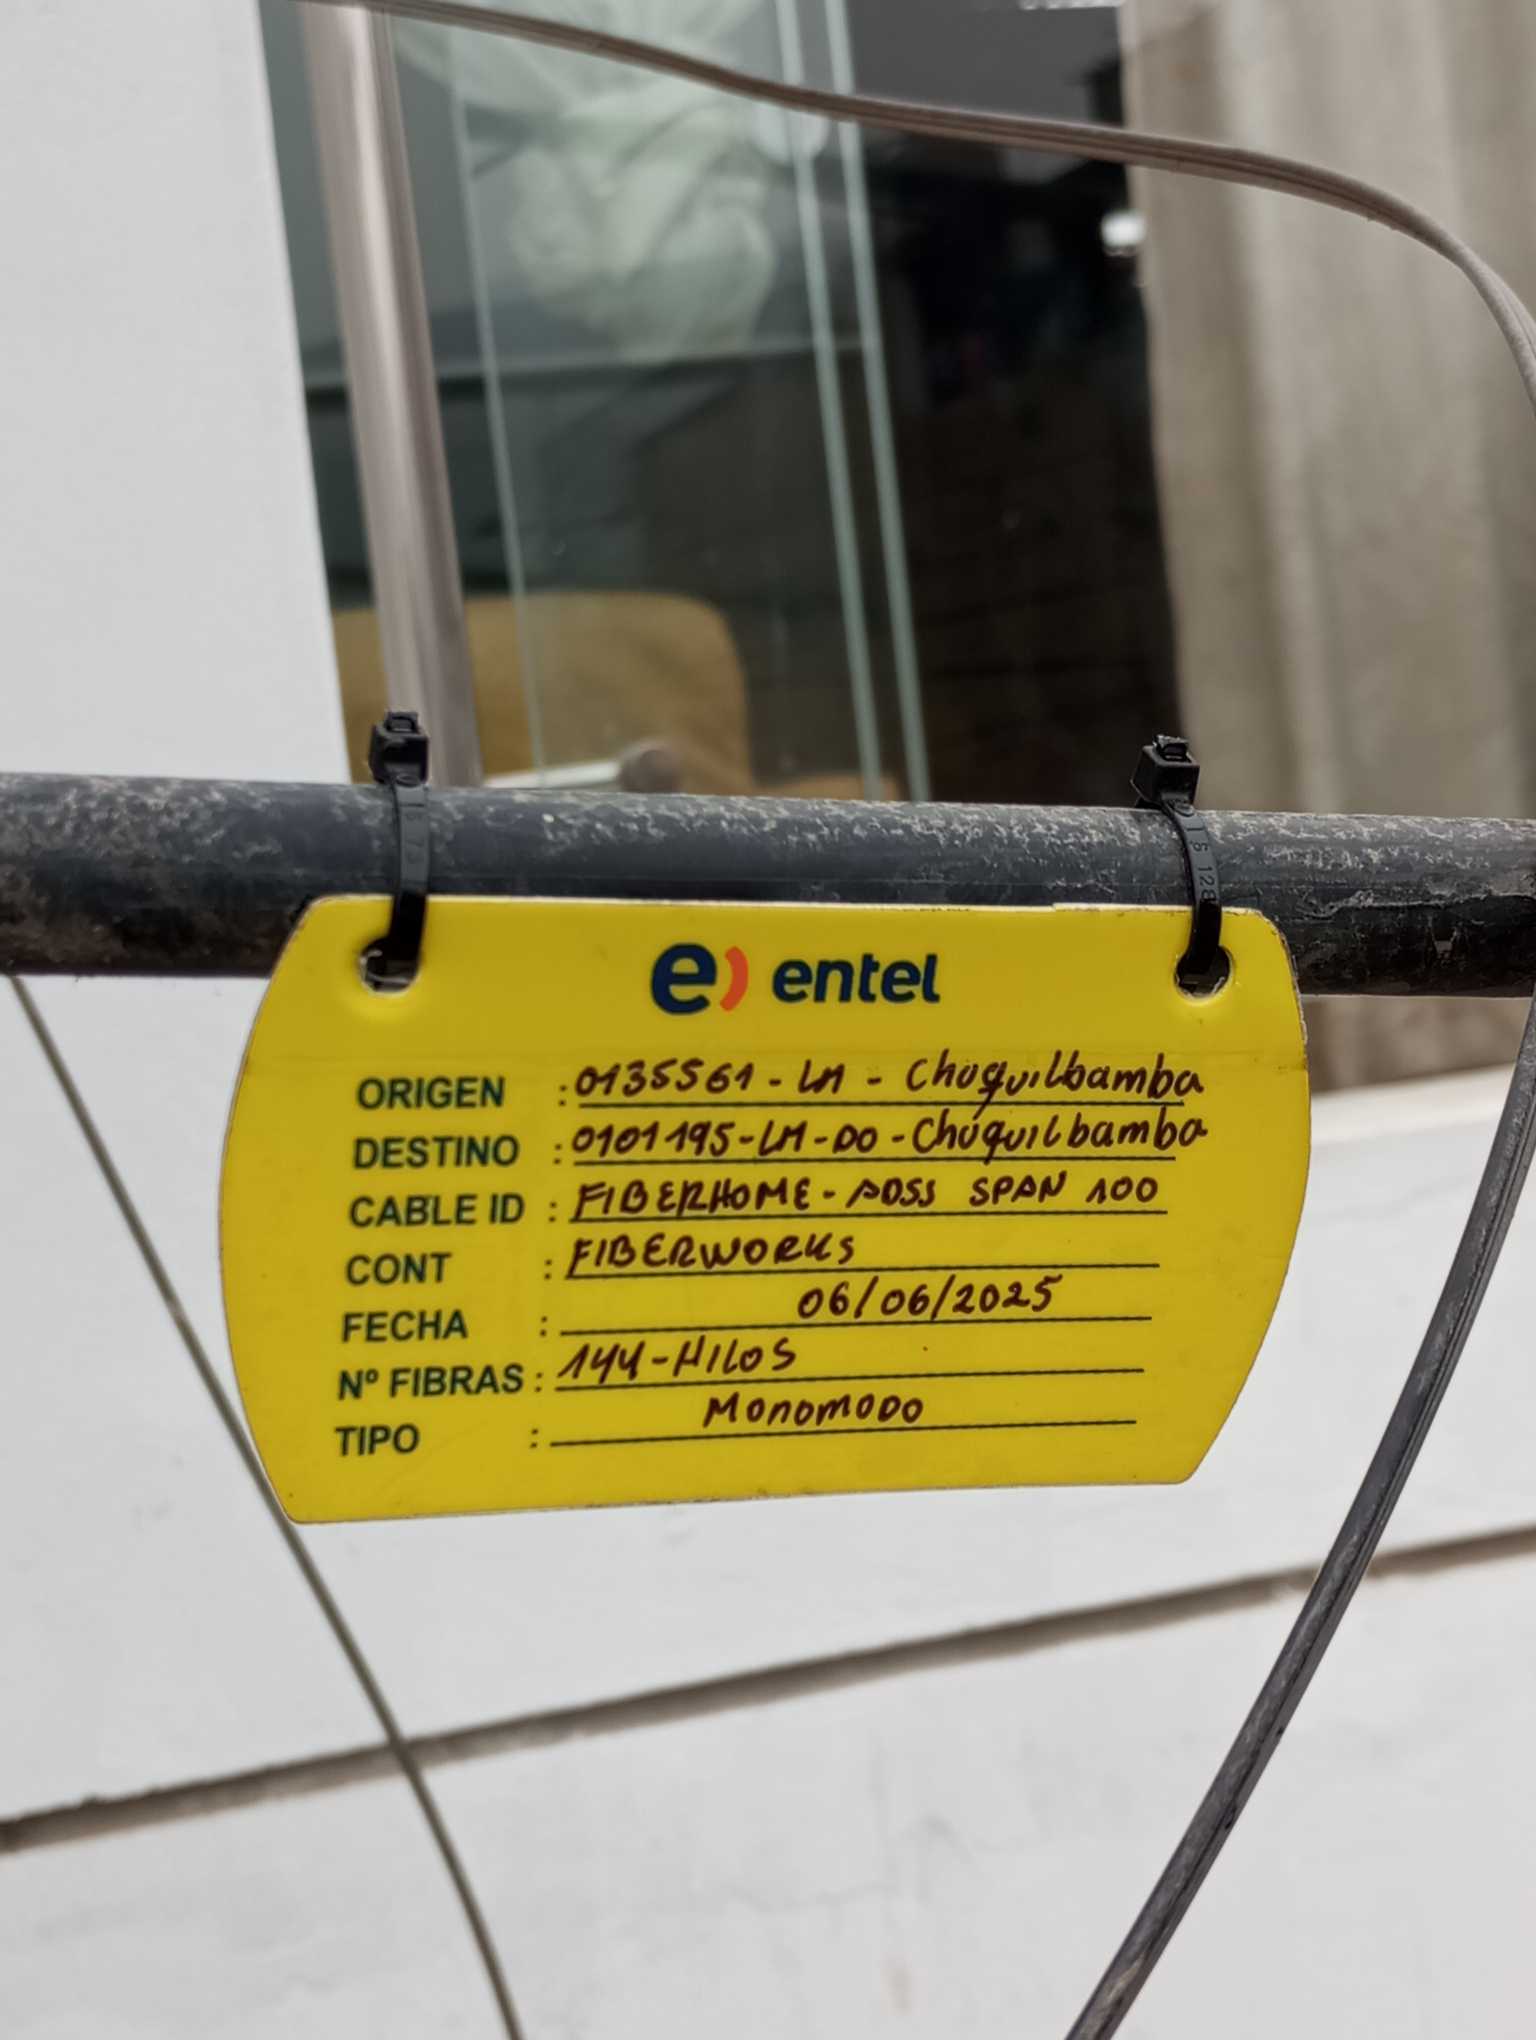 e) entel
ORIGEN : 0135561 - LM - Chuquilbamba
DESTINO : 0101195-LM-DO-Chuquilbamba
CABLE ID : FIBERHOME - ADSS SPAN 100
CONT : FIBERWORKS
FECHA : 06/06/2025
Nº FIBRAS : 144-HILOS
TIPO : MONOMODO